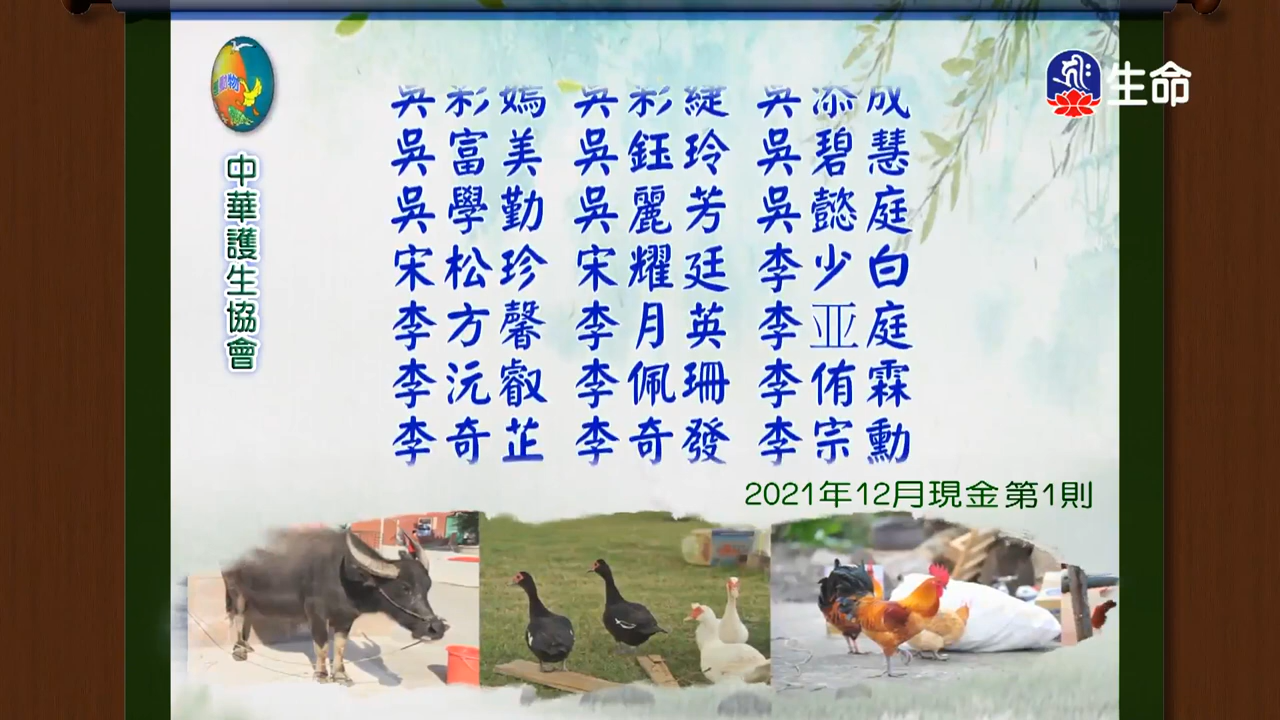 生命
動物
中華護生協會
吳彩嫣 吳彩緹 吳添成
吳富美 吳鈺玲 吳碧慧
吳學勤 吳麗芳 吳懿庭
宋松珍 宋耀廷 李少白
李方馨 李月英 李亚庭
李沅叡 李佩珊 李侑霖
李奇芷 李奇發 李宗勳
2021年12月現金第1則